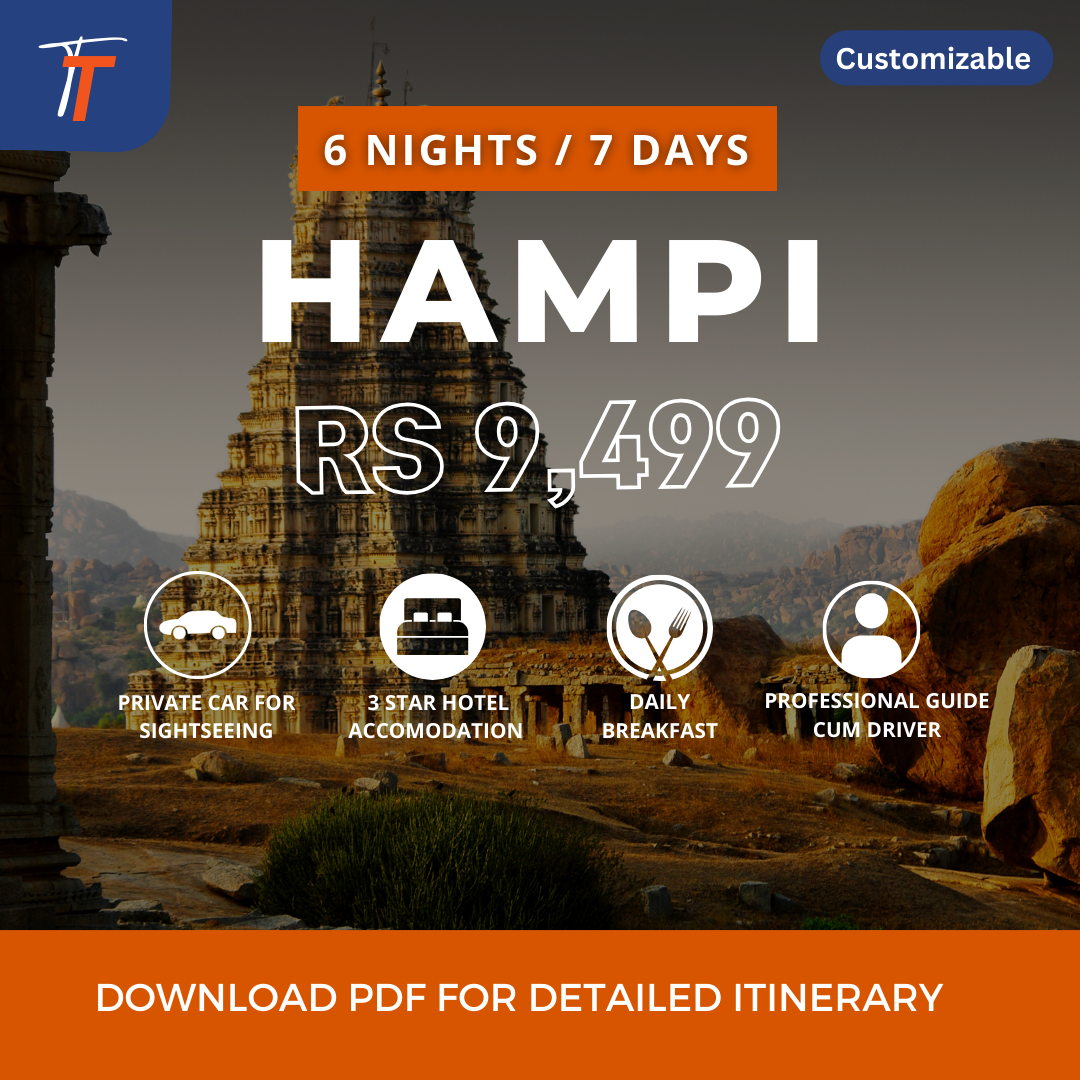 TT
Customizable
6 NIGHTS / 7 DAYS
HAMPI
RS 9,499
PRIVATE CAR FOR
SIGHTSEEING
3 STAR HOTEL
ACCOMODATION
DAILY
BREAKFAST
PROFESSIONAL GUIDE
CUM DRIVER
DOWNLOAD PDF FOR DETAILED ITINERARY